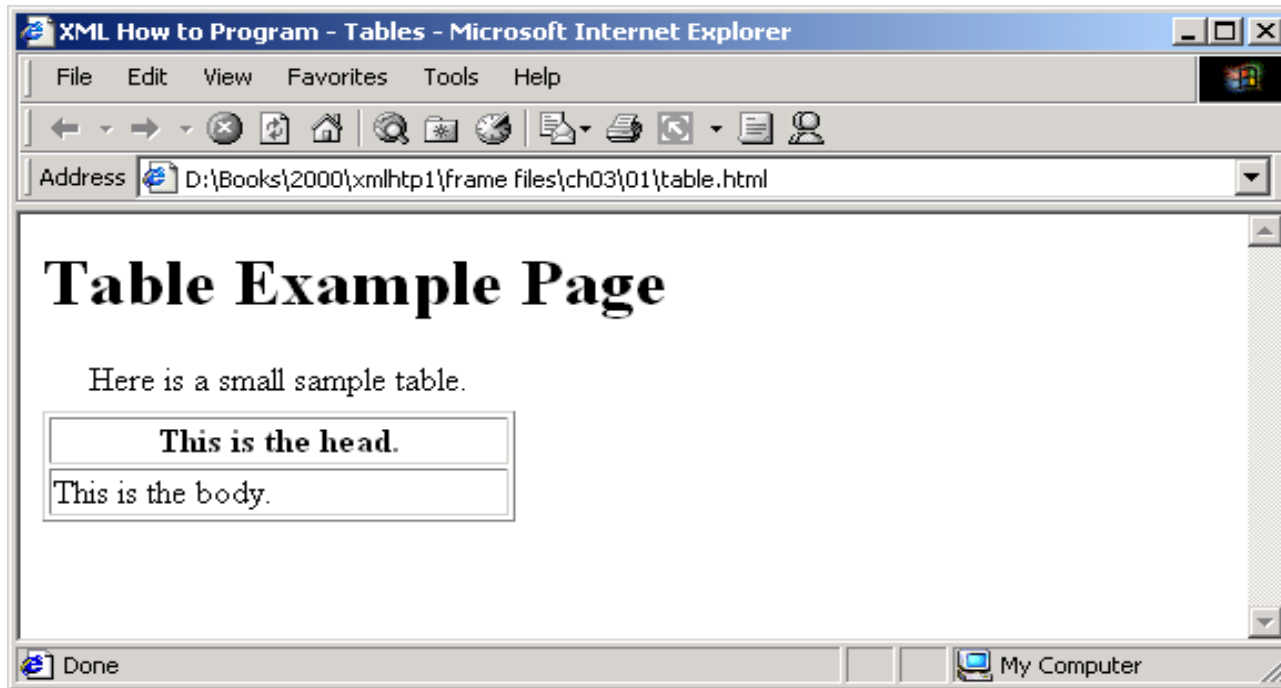 XML How to Program - Tables - Microsoft Internet Explorer
File Edit View Favorites Tools Help
Address D:\Books\2000\xmlhtp1\frame files\ch03\01\table.html
Table Example Page
Here is a small sample table.
This is the head.
This is the body.
Done My Computer